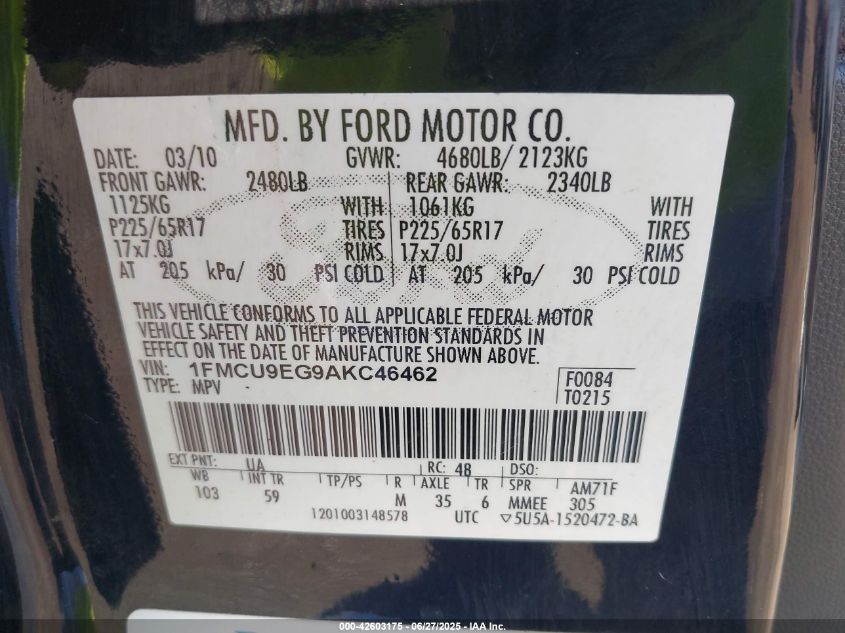 MFD. BY FORD MOTOR CO.
DATE: 03/10 GVWR: 4680LB/ 2123KG
FRONT GAWR: 2480LB REAR GAWR: 2340LB
1125KG WITH 1061KG WITH
P225/65R17 TIRES P225/65R17 TIRES
17x7.0J RIMS 17x7.0J RIMS
AT 205 kPa/ 30 PSI COLD AT 205 kPa/ 30 PSI COLD
THIS VEHICLE CONFORMS TO ALL APPLICABLE FEDERAL MOTOR
VEHICLE SAFETY AND THEFT PREVENTION STANDARDS IN
EFFECT ON THE DATE OF MANUFACTURE SHOWN ABOVE.
VIN: 1FMCU9EG9AKC46462
TYPE: MPV
F0084
T0215
EXT PNT: UA RC: 48 DSO:
WB INT TR TP/PS R AXLE TR SPR AM71F
103 59 M 35 6 MMEE 305
1201003148578 UTC ▽5U5A-1520472-BA
000-42603175 - 06/27/2025 - IAA Inc.